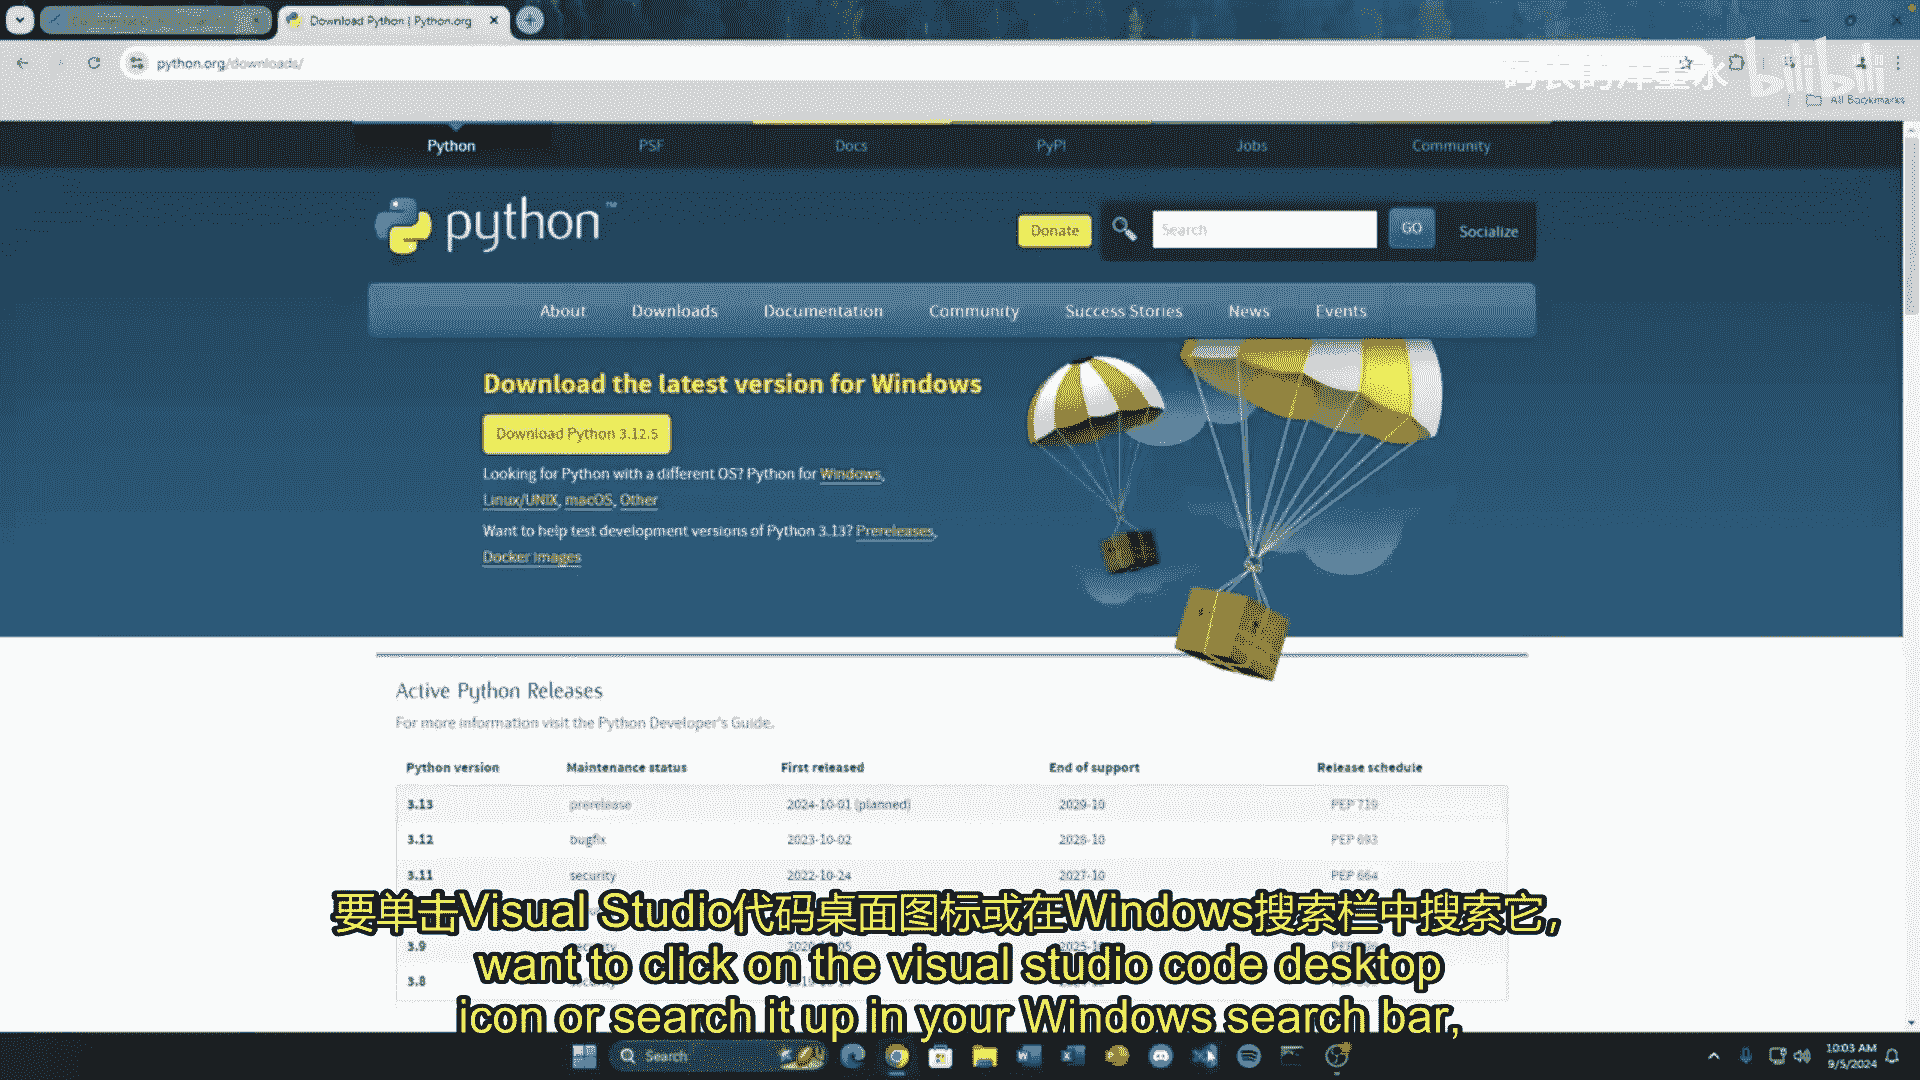 Download Python | Python.org
python.org/downloads/
bilibili
All Bookmarks
Python PSF Docs PyPI Jobs Community
python™
Donate Search GO Socialize
About Downloads Documentation Community Success Stories News Events
Download the latest version for Windows
Download Python 3.12.5
Looking for Python with a different OS? Python for Windows,
Linux/UNIX, macOS, Other
Want to help test development versions of Python 3.13? Prereleases,
Docker images
Active Python Releases
For more information visit the Python Developer's Guide.
Python version Maintenance status First released End of support Release schedule
3.13 prerelease 2024-10-01 (planned) 2029-10 PEP 719
3.12 bugfix 2023-10-02 2028-10 PEP 693
3.11 security 2022-10-24 2027-10 PEP 664
要单击Visual Studio代码桌面图标或在Windows搜索栏中搜索它,
3.9
want to click on the visual studio code desktop
3.8
icon or search it up in your Windows search bar,
Search
10:03 AM
9/5/2024